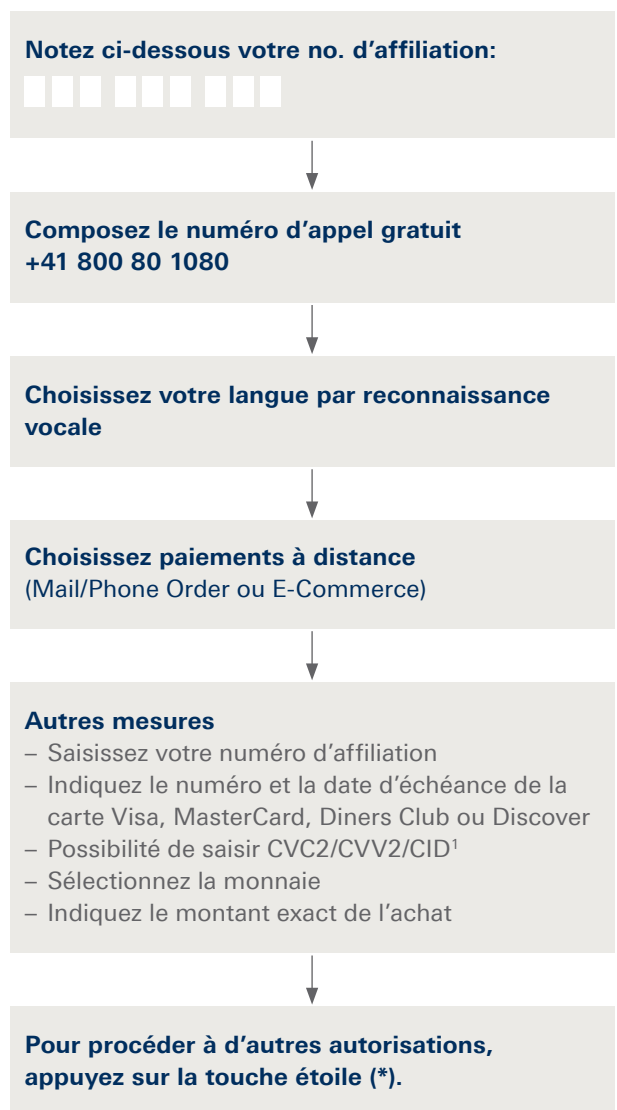 Notez ci-dessous votre no. d’affiliation:
Composez le numéro d’appel gratuit
+41 800 80 1080
Choisissez votre langue par reconnaissance
vocale
Choisissez paiements à distance
(Mail/Phone Order ou E-Commerce)
Autres mesures
– Saisissez votre numéro d’affiliation
– Indiquez le numéro et la date d’échéance de la
carte Visa, MasterCard, Diners Club ou Discover
– Possibilité de saisir CVC2/CVV2/CID¹
– Sélectionnez la monnaie
– Indiquez le montant exact de l’achat
Pour procéder à d’autres autorisations,
appuyez sur la touche étoile (*).